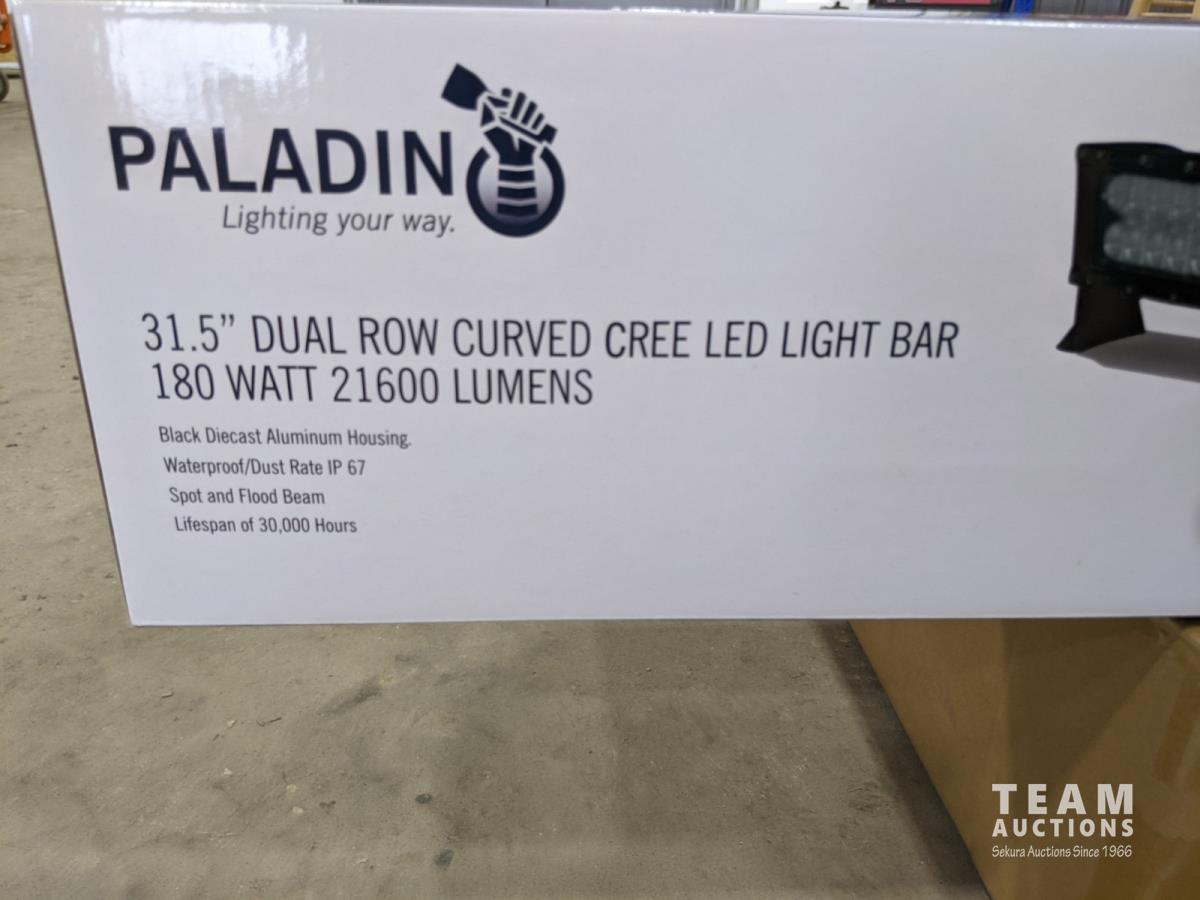 PALADIN
Lighting your way.
31.5” DUAL ROW CURVED CREE LED LIGHT BAR
180 WATT 21600 LUMENS
Black Diecast Aluminum Housing.
Waterproof/Dust Rate IP 67
Spot and Flood Beam
Lifespan of 30,000 Hours
TEAM
AUCTIONS
Sekura Auctions Since 1966